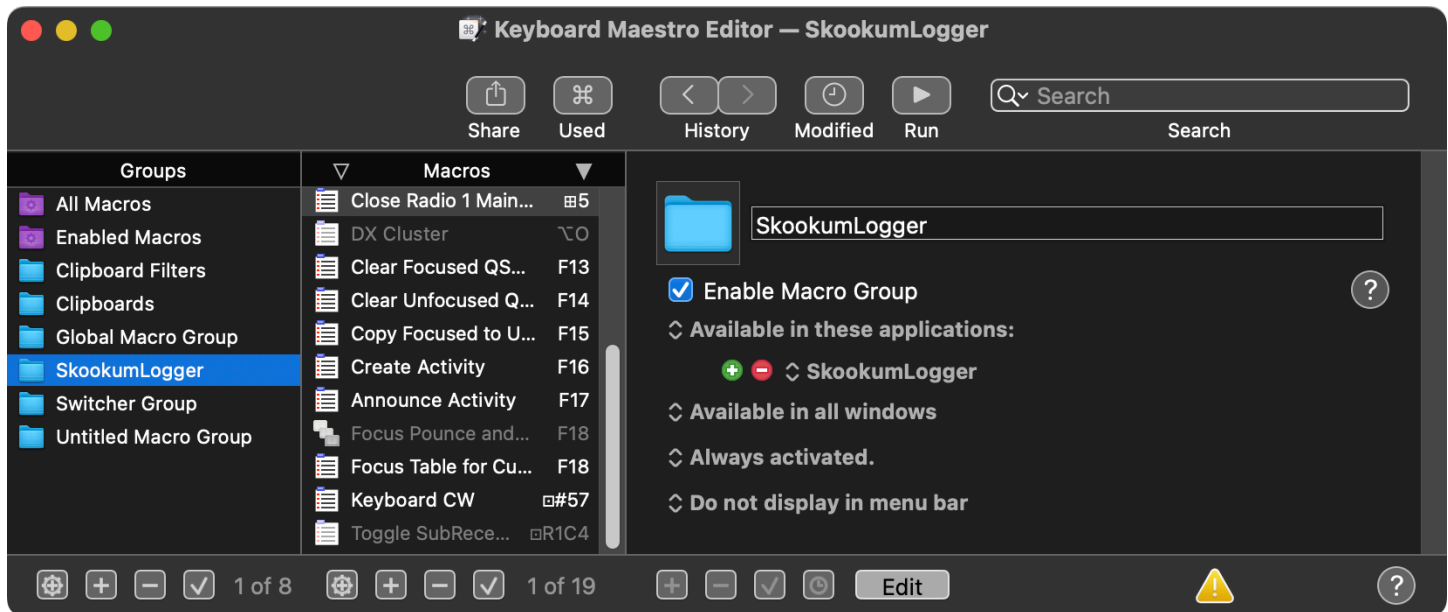 Keyboard Maestro Editor — SkookumLogger
Share Used History Modified Run Search
Search
Groups
All Macros
Enabled Macros
Clipboard Filters
Clipboards
Global Macro Group
SkookumLogger
Switcher Group
Untitled Macro Group
Macros
Close Radio 1 Main... ⊞5
DX Cluster ⌥O
Clear Focused QS... F13
Clear Unfocused Q... F14
Copy Focused to U... F15
Create Activity F16
Announce Activity F17
Focus Pounce and... F18
Focus Table for Cu... F18
Keyboard CW ⊡#57
Toggle SubRece... ⊡R1C4
SkookumLogger
Enable Macro Group
?
Available in these applications:
SkookumLogger
Available in all windows
Always activated.
Do not display in menu bar
1 of 8
1 of 19
Edit
?